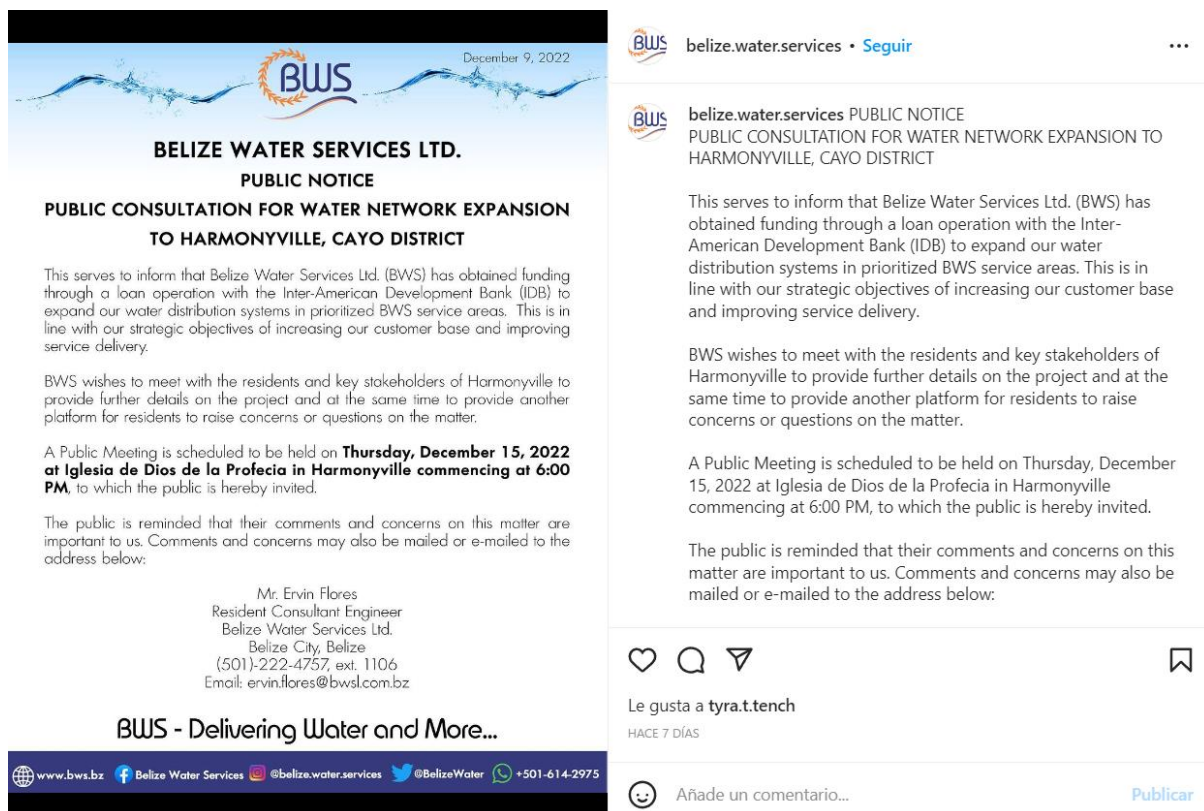 December 9, 2022
BWS
BELIZE WATER SERVICES LTD.
PUBLIC NOTICE
PUBLIC CONSULTATION FOR WATER NETWORK EXPANSION
TO HARMONYVILLE, CAYO DISTRICT
This serves to inform that Belize Water Services Ltd. (BWS) has obtained funding
through a loan operation with the Inter-American Development Bank (IDB) to
expand our water distribution systems in prioritized BWS service areas. This is in
line with our strategic objectives of increasing our customer base and improving
service delivery.
BWS wishes to meet with the residents and key stakeholders of Harmonyville to
provide further details on the project and at the same time to provide another
platform for residents to raise concerns or questions on the matter.
A Public Meeting is scheduled to be held on Thursday, December 15, 2022
at Iglesia de Dios de la Profecia in Harmonyville commencing at 6:00
PM, to which the public is hereby invited.
The public is reminded that their comments and concerns on this matter are
important to us. Comments and concerns may also be mailed or e-mailed to the
address below:
Mr. Ervin Flores
Resident Consultant Engineer
Belize Water Services Ltd.
Belize City, Belize
(501)-222-4757, ext. 1106
Email: ervin.flores@bwsl.com.bz
BWS - Delivering Water and More...
www.bws.bz Belize Water Services @belize.water.services @BelizeWater +501-614-2975
BWS
belize.water.services • Seguir
BWS
belize.water.services PUBLIC NOTICE
PUBLIC CONSULTATION FOR WATER NETWORK EXPANSION TO
HARMONYVILLE, CAYO DISTRICT
This serves to inform that Belize Water Services Ltd. (BWS) has
obtained funding through a loan operation with the Inter-
American Development Bank (IDB) to expand our water
distribution systems in prioritized BWS service areas. This is in
line with our strategic objectives of increasing our customer base
and improving service delivery.
BWS wishes to meet with the residents and key stakeholders of
Harmonyville to provide further details on the project and at the
same time to provide another platform for residents to raise
concerns or questions on the matter.
A Public Meeting is scheduled to be held on Thursday, December
15, 2022 at Iglesia de Dios de la Profecia in Harmonyville
commencing at 6:00 PM, to which the public is hereby invited.
The public is reminded that their comments and concerns on this
matter are important to us. Comments and concerns may also be
mailed or e-mailed to the address below:
Le gusta a tyra.t.tench
HACE 7 DÍAS
Añade un comentario...
Publicar